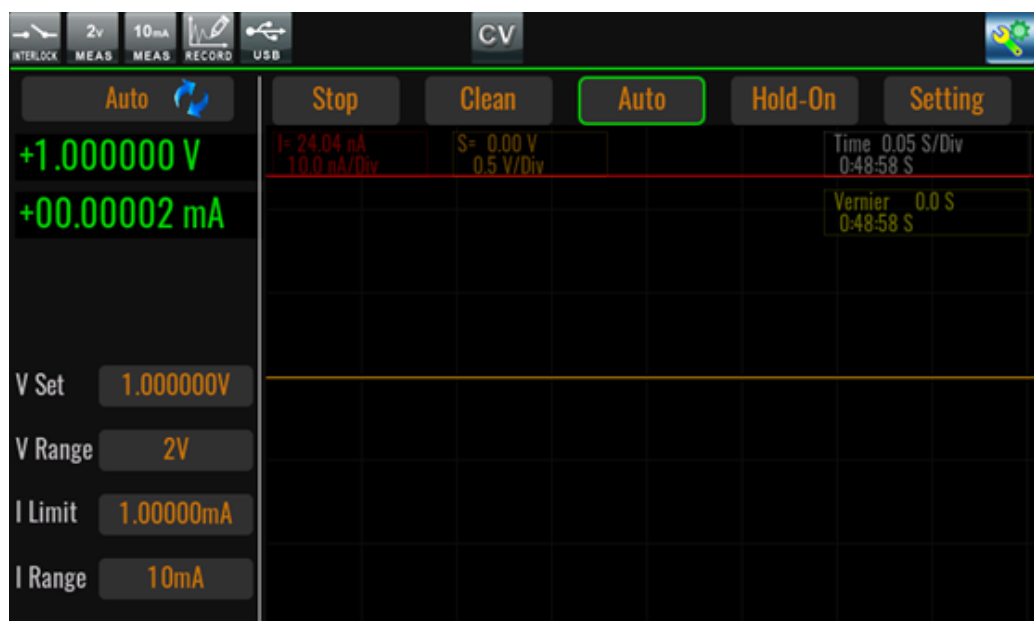 2v 10mA CV
INTERLOCK MEAS MEAS RECORD USB
Auto Stop Clean Auto Hold-On Setting
+1.000000 V
+00.00002 mA
I= 24.04 nA
10.0 nA/Div
S= 0.00 V
0.5 V/Div
Time 0.05 S/Div
0:48:58 S
Vernier 0.0 S
0:48:58 S
V Set 1.000000V
V Range 2V
I Limit 1.00000mA
I Range 10mA